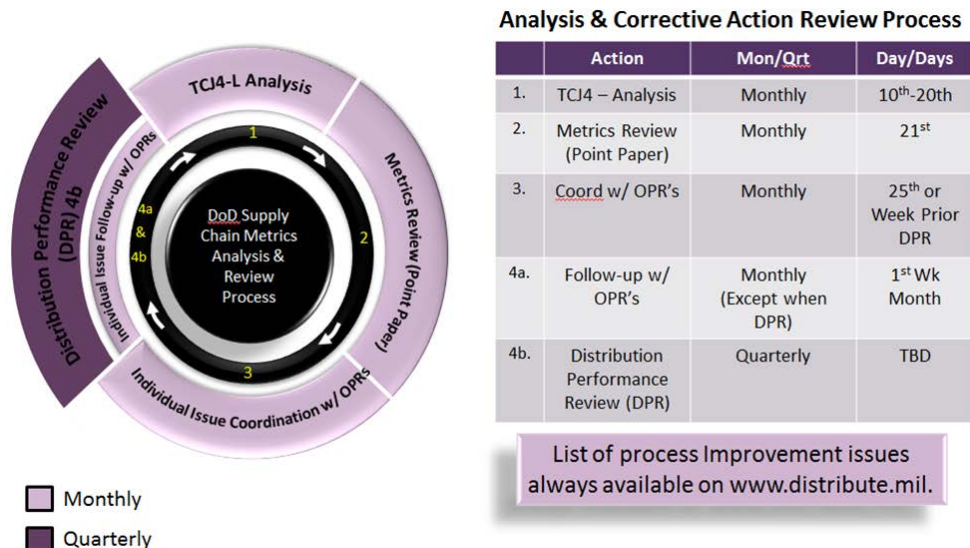 Analysis & Corrective Action Review Process
TCJ4-L Analysis
Metrics Review (Point Paper)
Individual Issue Coordination w/ OPRs
Individual Issue Follow-up w/ OPRs
Distribution Performance Review
(DPR) 4b
1
2
3
4a
&
4b
DoD Supply
Chain Metrics
Analysis &
Review
Process
Monthly
Quarterly
Action Mon/Qrt Day/Days
1. TCJ4 – Analysis Monthly 10th-20th
2. Metrics Review Monthly 21st
(Point Paper)
3. Coord w/ OPR's Monthly 25th or
Week Prior
DPR
4a. Follow-up w/ Monthly 1st Wk
OPR's (Except when Month
DPR)
4b. Distribution Quarterly TBD
Performance
Review (DPR)
List of process Improvement issues
always available on www.distribute.mil.